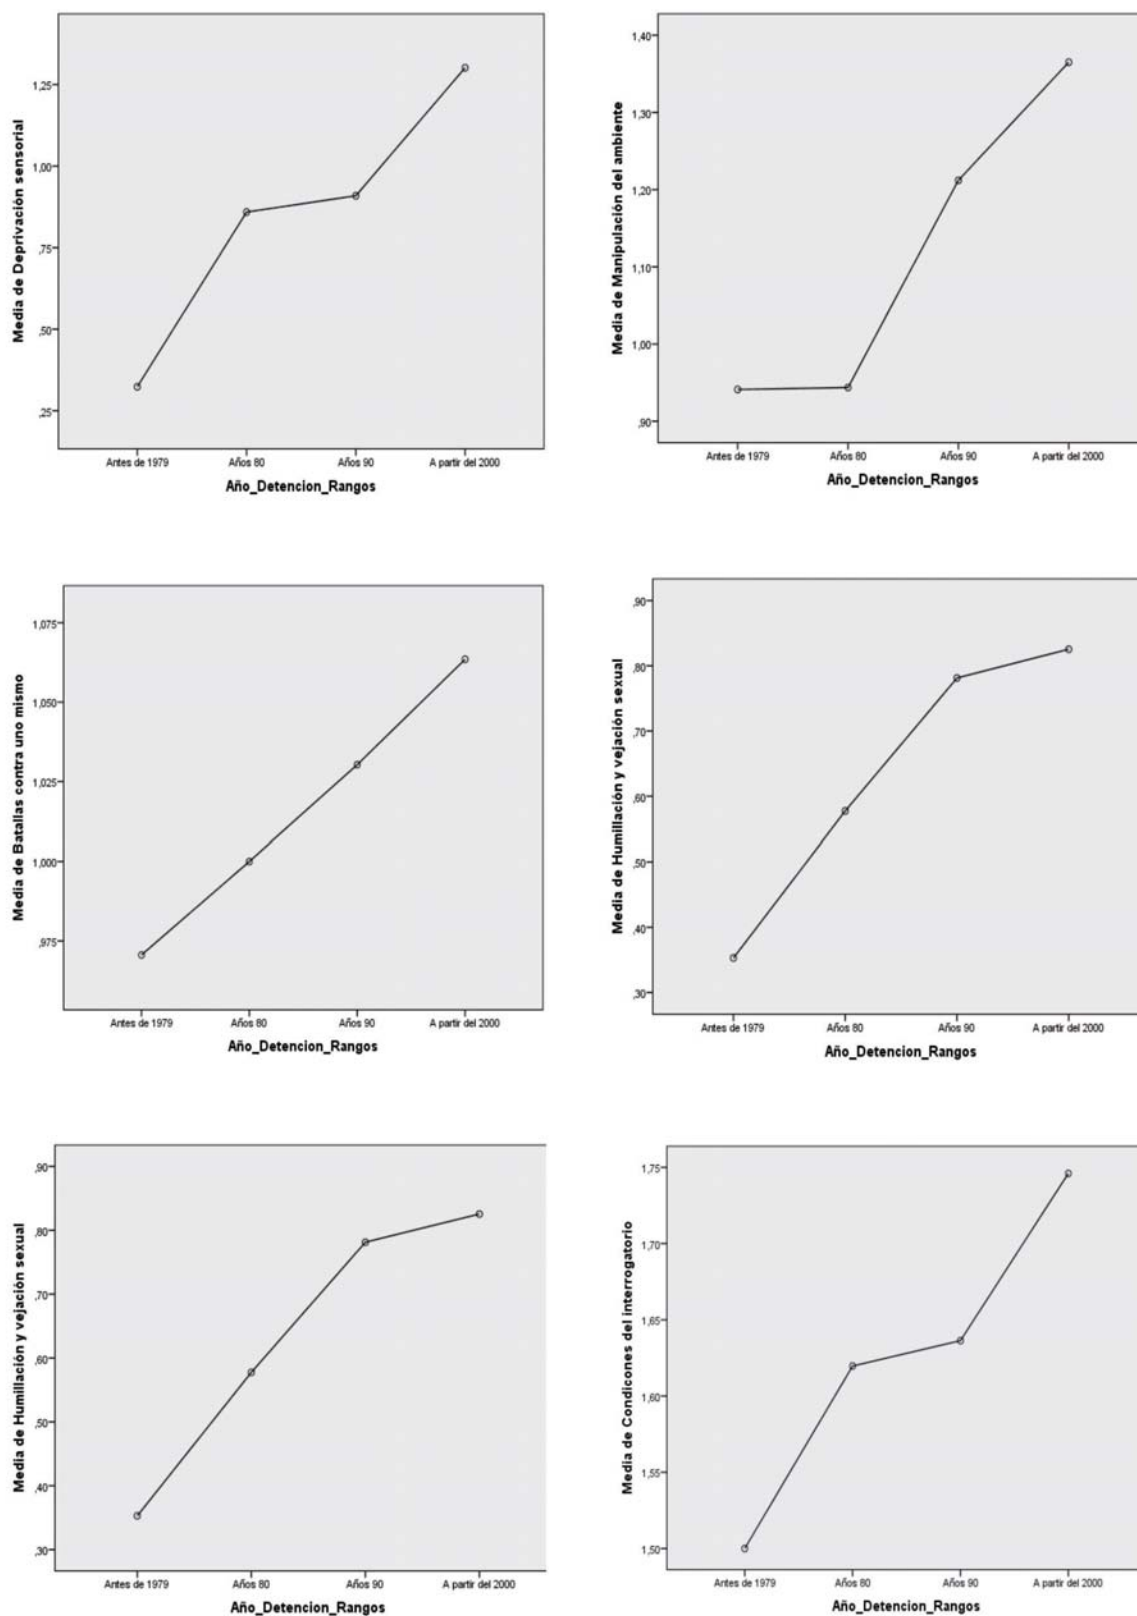 Media de Deprivación sensorial
1,25
1,00
,75
,50
,25
Antes de 1979 Años 80 Años 90 A partir del 2000
Año_Detencion_Rangos
Media de Manipulación del ambiente
1,40
1,30
1,20
1,10
1,00
,90
Antes de 1979 Años 80 Años 90 A partir del 2000
Año_Detencion_Rangos
Media de Batallas contra uno mismo
1,075
1,050
1,025
1,000
,975
Antes de 1979 Años 80 Años 90 A partir del 2000
Año_Detencion_Rangos
Media de Humillación y vejación sexual
,90
,80
,70
,60
,50
,40
,30
Antes de 1979 Años 80 Años 90 A partir del 2000
Año_Detencion_Rangos
Media de Humillación y vejación sexual
,90
,80
,70
,60
,50
,40
,30
Antes de 1979 Años 80 Años 90 A partir del 2000
Año_Detencion_Rangos
Media de Condicones del interrogatorio
1,75
1,70
1,65
1,60
1,55
1,50
Antes de 1979 Años 80 Años 90 A partir del 2000
Año_Detencion_Rangos